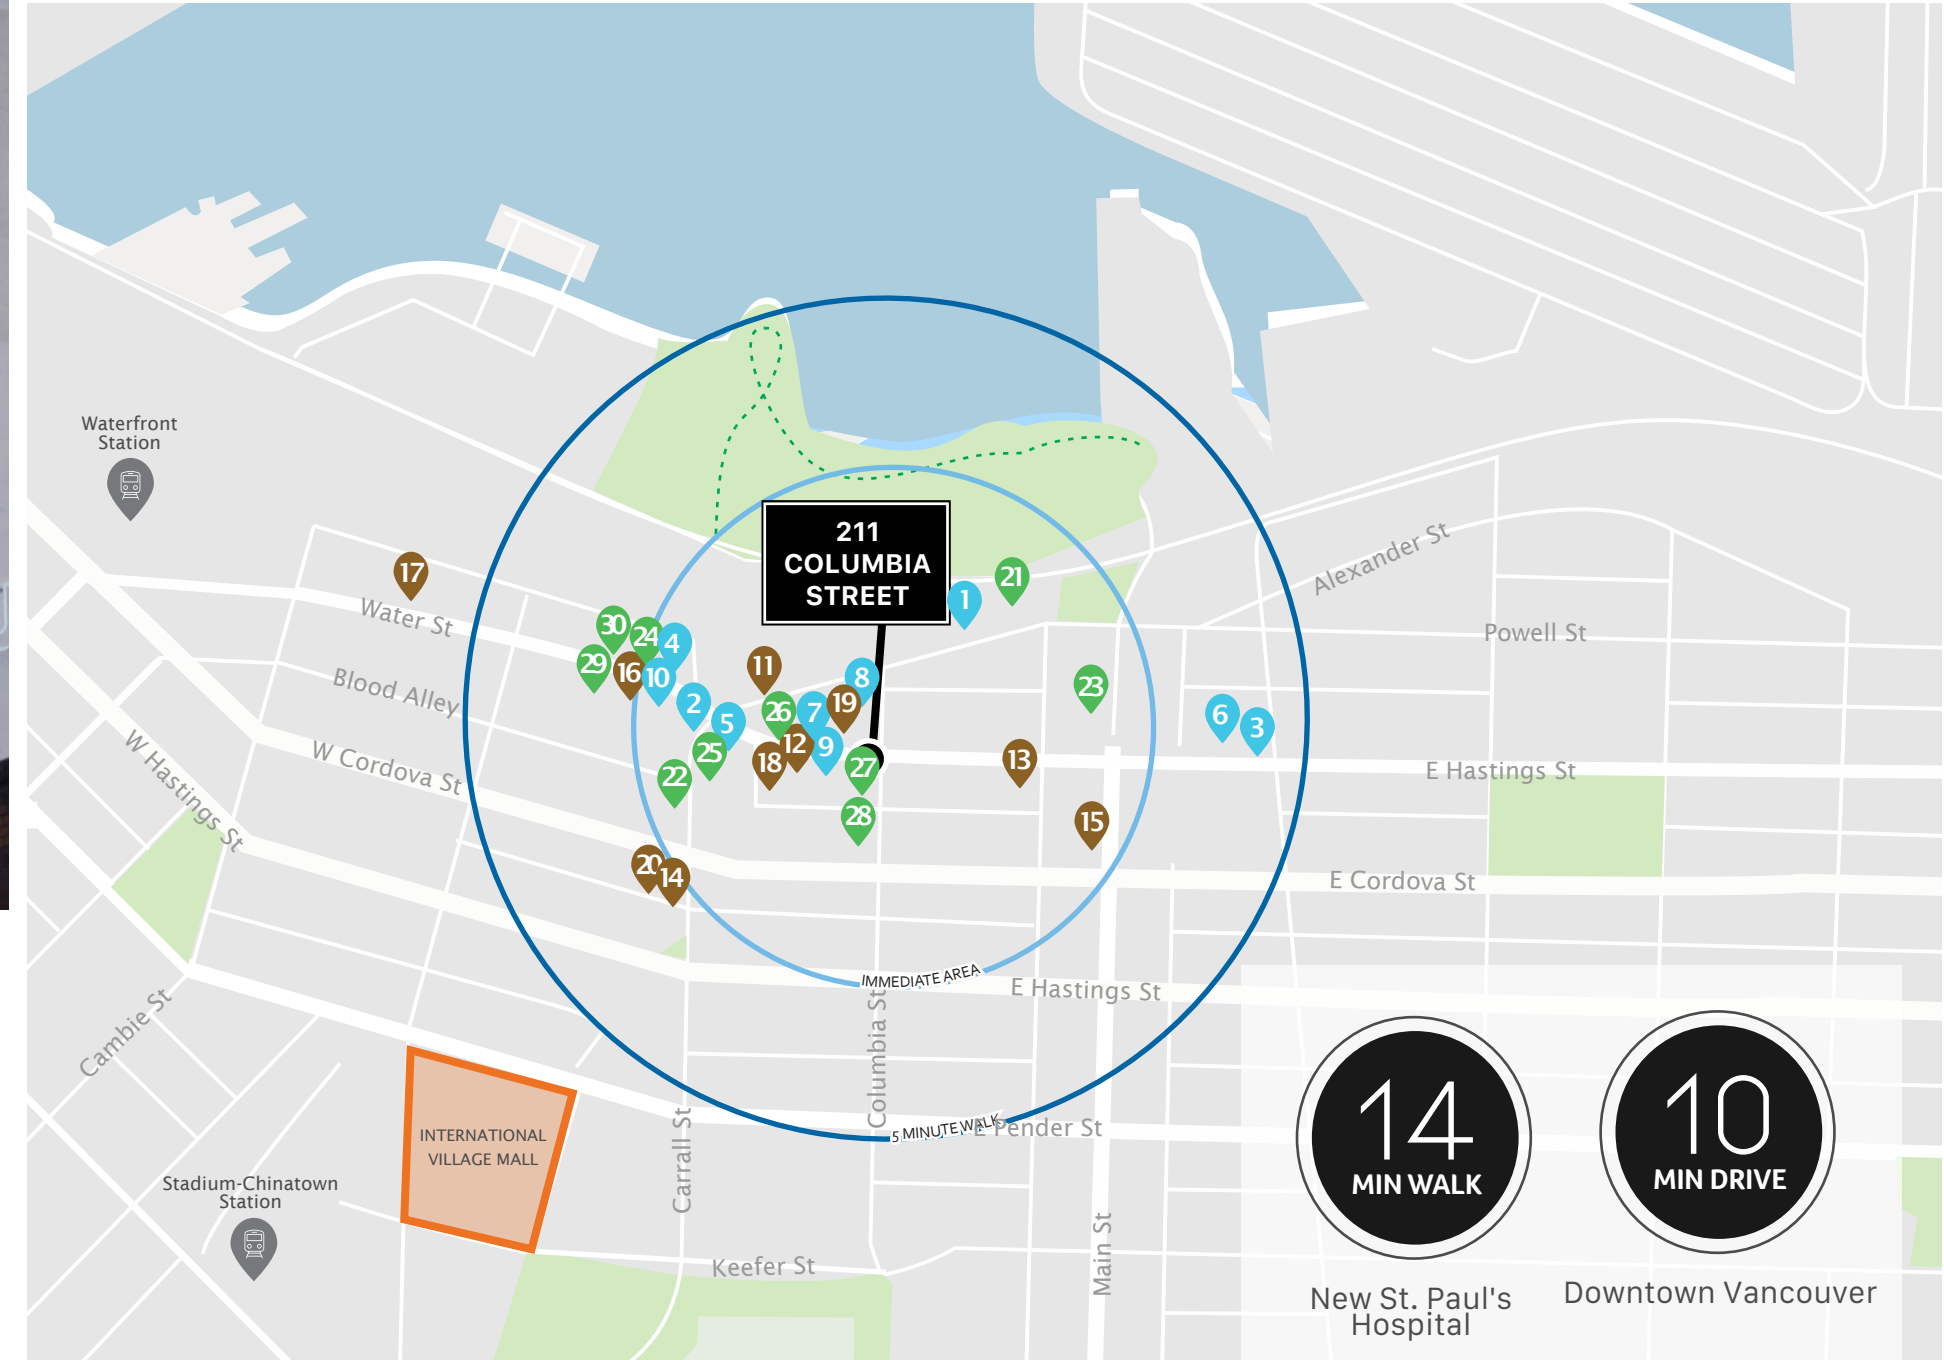 Waterfront
Station
17
Water St
Blood Alley
W Cordova St
W Hastings St
Cambie St
211
COLUMBIA
STREET
21
1
30
24
4
29
16
10
11
8
2
26
7
19
5
25
12
9
18
27
22
28
20
14
23
13
15
6
3
Alexander St
Powell St
E Hastings St
E Cordova St
IMMEDIATE AREA
E Hastings St
Columbia St
5 MINUTE WALK
E Pender St
Carrall St
Main St
Keefer St
INTERNATIONAL
VILLAGE MALL
Stadium-Chinatown
Station
14
MIN WALK
New St. Paul's
Hospital
10
MIN DRIVE
Downtown Vancouver